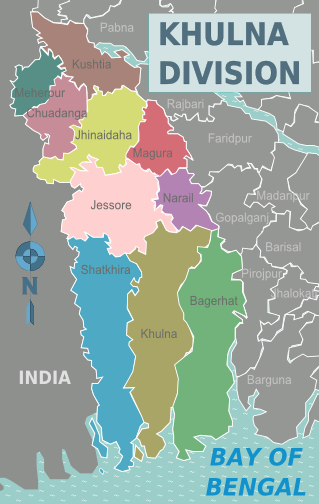 KHULNA
DIVISION
Pabna
Kushtia
Meherpur
Chuadanga
Rajbari
Jhinaidaha
Faridpur
Magura
Madanpur
Narail
Jessore
Gopalganj
Barisal
Shatkhira
Pirojpur
Jhalokati
Bagerhat
N
Khulna
INDIA
Barguna
BAY OF
BENGAL